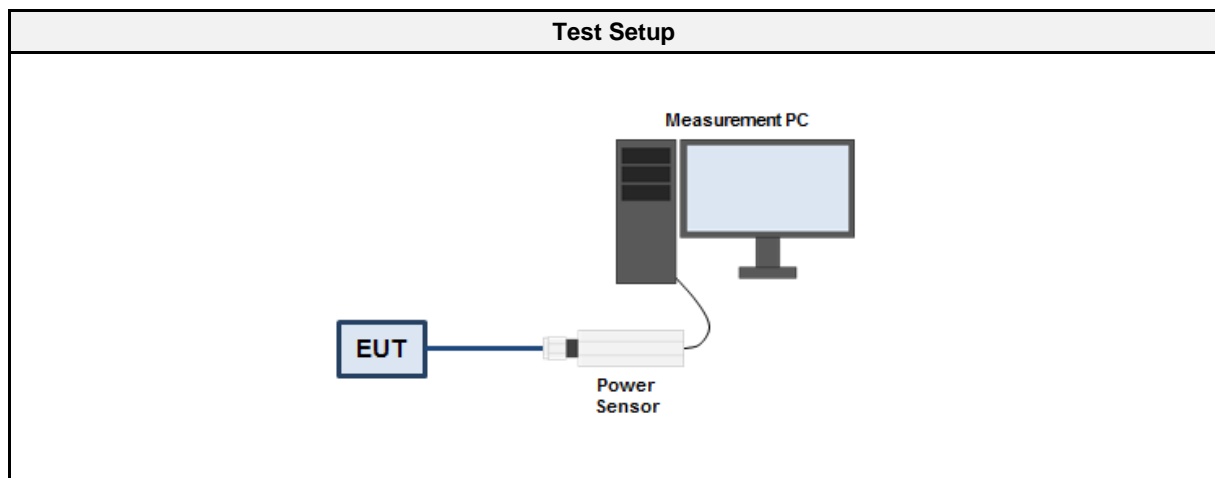 Test Setup
Measurement PC
EUT
Power
Sensor